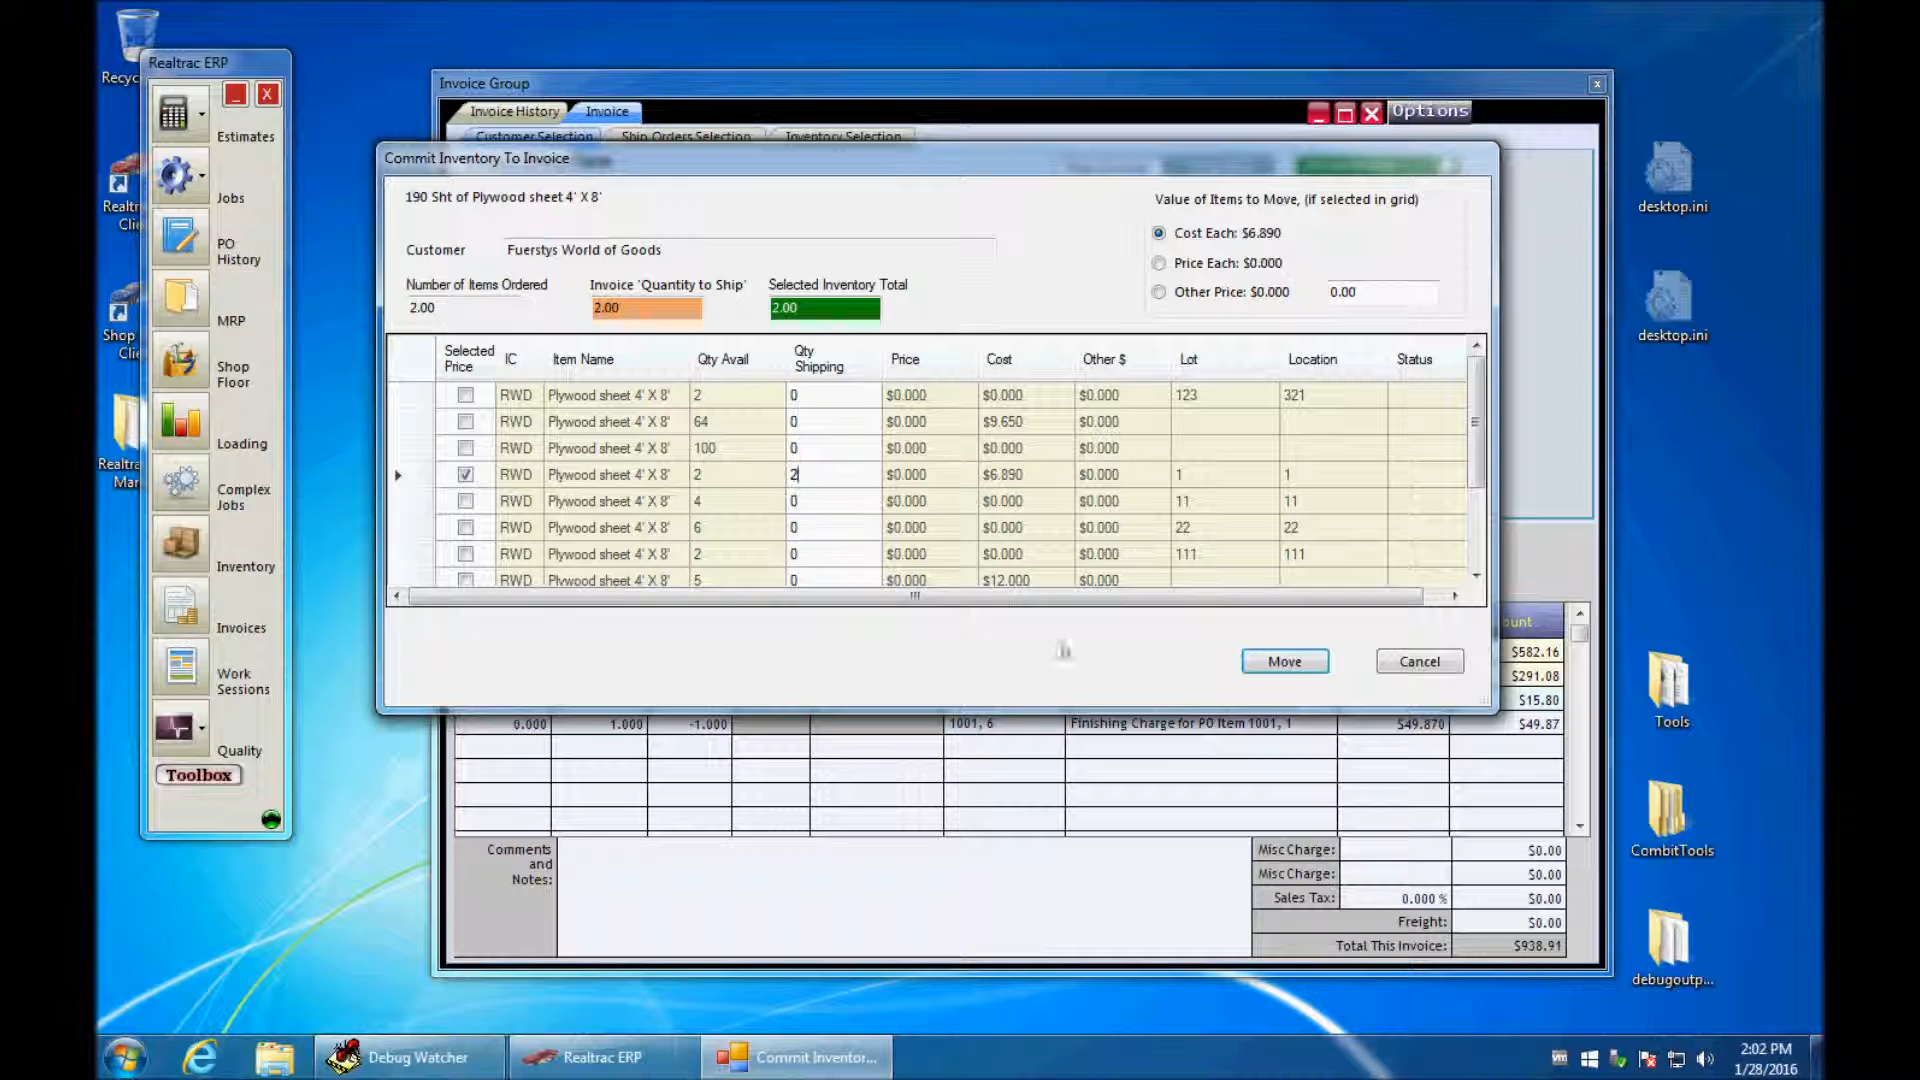 Recyc
Realtrac ERP
X
Estimates
Jobs
PO
History
MRP
Shop
Floor
Loading
Complex
Jobs
Inventory
Invoices
Work
Sessions
Quality
Toolbox
Realtr
Clie
Shop
Clie
Realtra
Man
Invoice Group
x
Invoice History
Invoice
Options
Customer Selection
Ship Orders Selection
Inventory Selection
Commit Inventory To Invoice
190 Sht of Plywood sheet 4' X 8'
Value of Items to Move, (if selected in grid)
Cost Each: $6.890
Customer Fuerstys World of Goods
Price Each: $0.000
Number of Items Ordered Invoice 'Quantity to Ship' Selected Inventory Total
Other Price: $0.000 0.00
2.00 2.00 2.00
Selected Price IC Item Name Qty Avail Qty Shipping Price Cost Other $ Lot Location Status
RWD Plywood sheet 4' X 8' 2 0 $0.000 $0.000 $0.000 123 321
RWD Plywood sheet 4' X 8' 64 0 $0.000 $9.650 $0.000
RWD Plywood sheet 4' X 8' 100 0 $0.000 $0.000 $0.000
RWD Plywood sheet 4' X 8' 2 2 $0.000 $6.890 $0.000 1 1
RWD Plywood sheet 4' X 8' 4 0 $0.000 $0.000 $0.000 11 11
RWD Plywood sheet 4' X 8' 6 0 $0.000 $0.000 $0.000 22 22
RWD Plywood sheet 4' X 8' 2 0 $0.000 $0.000 $0.000 111 111
RWD Plywood sheet 4' X 8' 5 0 $0.000 $12.000 $0.000
Move Cancel
ount
$582.16
$291.08
$15.80
0.000 1.000 -1.000 1001, 6 Finishing Charge for PO Item 1001, 1 $49.870 $49.87
Comments
and
Notes:
Misc Charge: $0.00
Misc Charge: $0.00
Sales Tax: 0.000 % $0.00
Freight: $0.00
Total This Invoice: $938.91
desktop.ini
desktop.ini
Tools
CombitTools
debugoutp...
Debug Watcher
Realtrac ERP
Commit Inventor...
vm
2:02 PM
1/28/2016